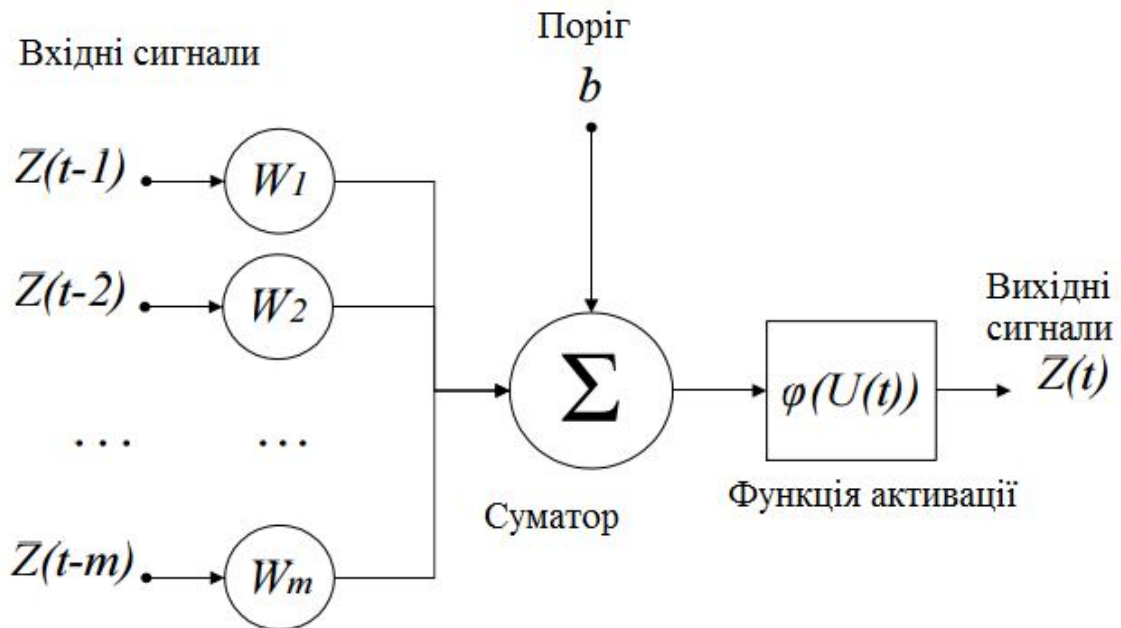 Вхідні сигнали
Поріг
b
Z(t-1)
W1
Z(t-2)
W2
... ...
Z(t-m)
Wm
Σ
Суматор
φ(U(t))
Функція активації
Вихідні
сигнали
Z(t)